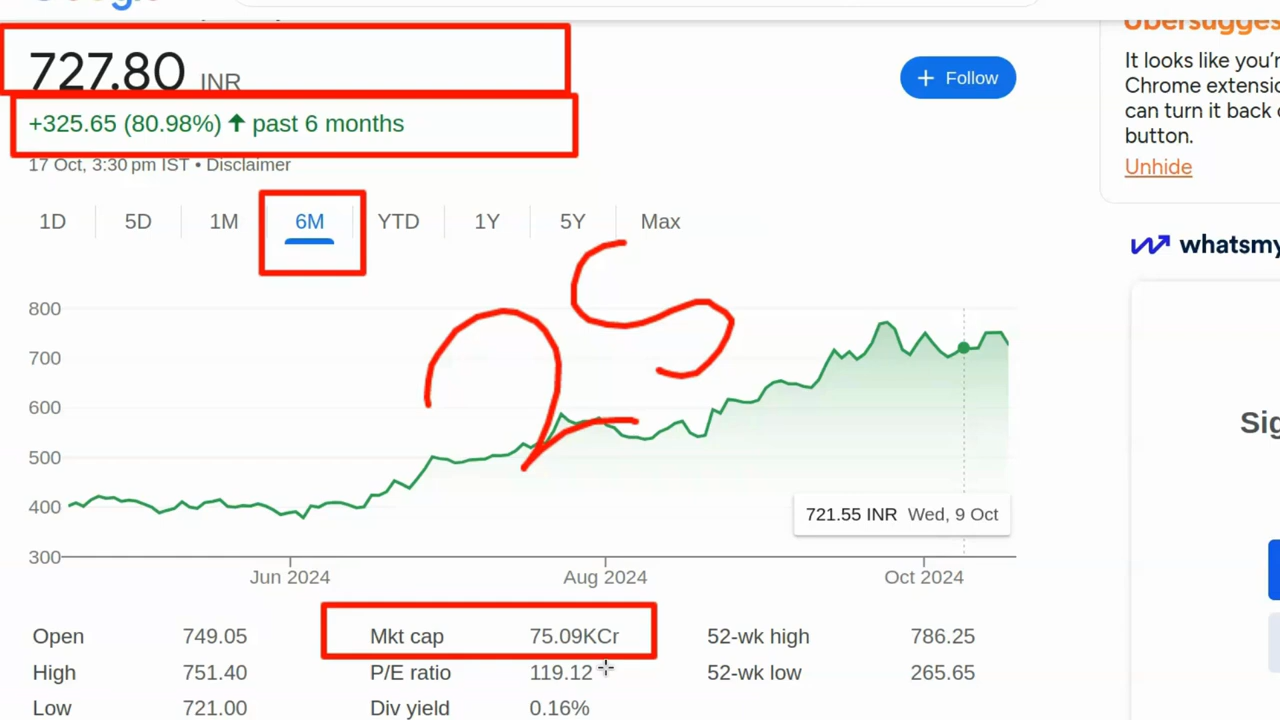 727.80 INR
+ Follow
+325.65 (80.98%) ↑ past 6 months
17 Oct, 3:30 pm IST • Disclaimer
1D 5D 1M 6M YTD 1Y 5Y Max
25
800
700
600
500
400
300
721.55 INR Wed, 9 Oct
Jun 2024 Aug 2024 Oct 2024
Open 749.05 Mkt cap 75.09KCr 52-wk high 786.25
High 751.40 P/E ratio 119.12 52-wk low 265.65
Low 721.00 Div yield 0.16%
It looks like you'r
Chrome extensio
can turn it back o
button.
Unhide
whatsmy
Sig